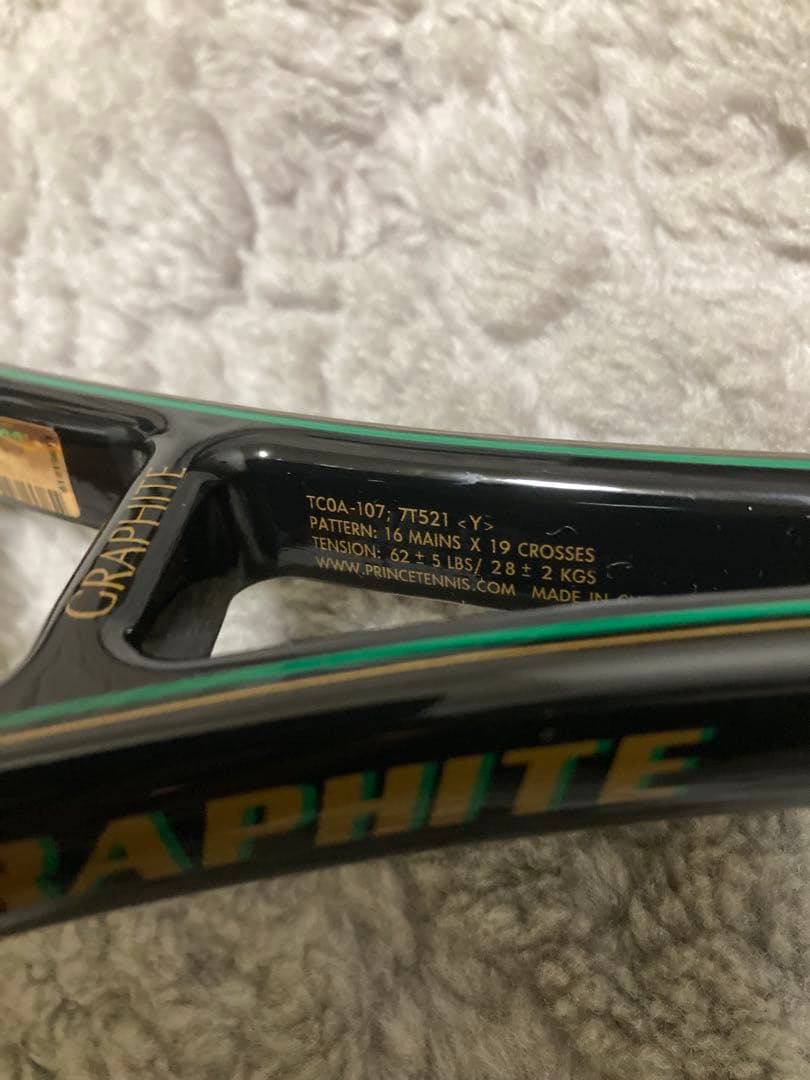 GRAPHITE
TC0A-107; 7T521 <Y>
PATTERN: 16 MAINS X 19 CROSSES
TENSION: 62 ± 5 LBS/ 28 ± 2 KGS
WWW.PRINCETENNIS.COM MADE IN
RAPHITE